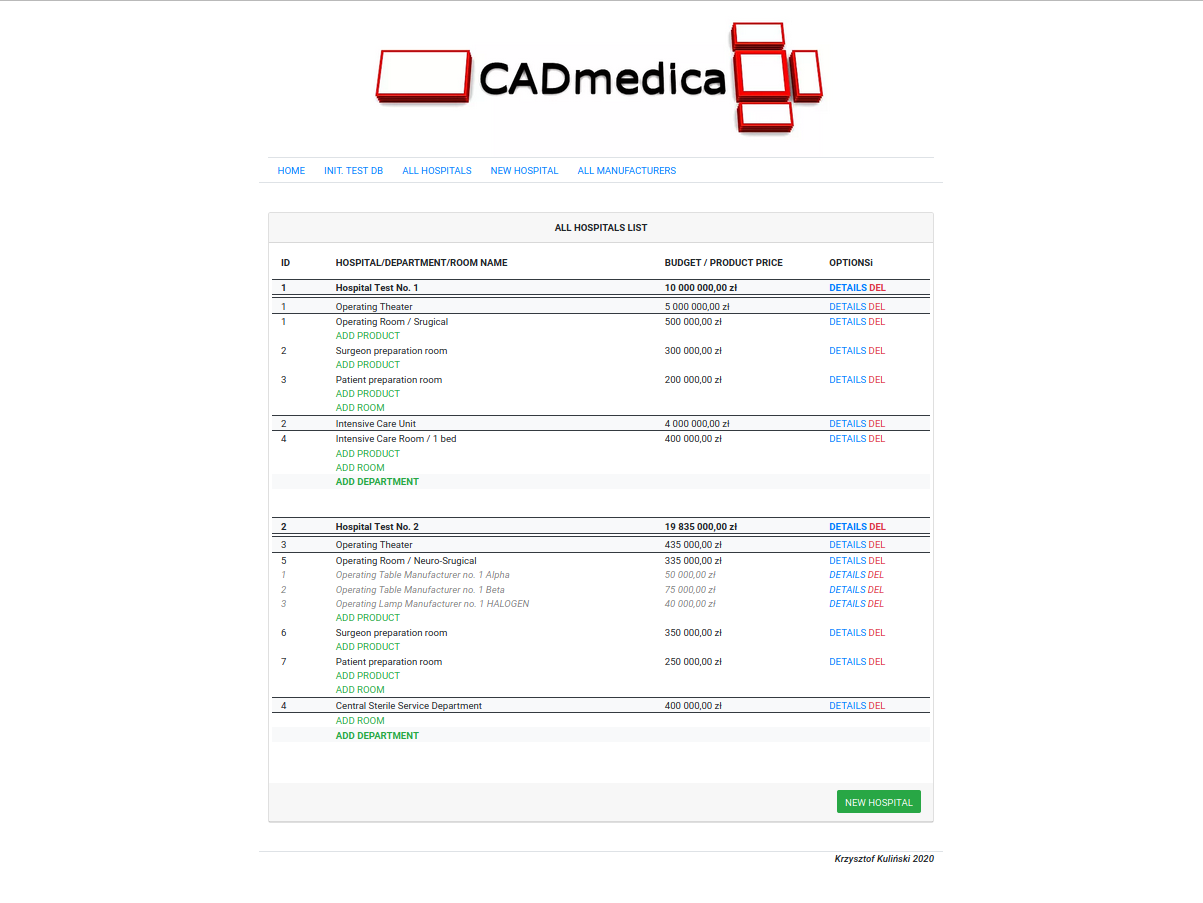 CADmedica
HOME INIT. TEST DB ALL HOSPITALS NEW HOSPITAL ALL MANUFACTURERS
ALL HOSPITALS LIST
ID HOSPITAL/DEPARTMENT/ROOM NAME BUDGET / PRODUCT PRICE OPTIONSi
1 Hospital Test No. 1 10 000 000,00 zł DETAILS DEL
1 Operating Theater 5 000 000,00 zł DETAILS DEL
1 Operating Room / Srugical 500 000,00 zł DETAILS DEL
ADD PRODUCT
2 Surgeon preparation room 300 000,00 zł DETAILS DEL
ADD PRODUCT
3 Patient preparation room 200 000,00 zł DETAILS DEL
ADD PRODUCT
ADD ROOM
2 Intensive Care Unit 4 000 000,00 zł DETAILS DEL
4 Intensive Care Room / 1 bed 400 000,00 zł DETAILS DEL
ADD PRODUCT
ADD ROOM
ADD DEPARTMENT
2 Hospital Test No. 2 19 835 000,00 zł DETAILS DEL
3 Operating Theater 435 000,00 zł DETAILS DEL
5 Operating Room / Neuro-Srugical 335 000,00 zł DETAILS DEL
1 Operating Table Manufacturer no. 1 Alpha 50 000,00 zł DETAILS DEL
2 Operating Table Manufacturer no. 1 Beta 75 000,00 zł DETAILS DEL
3 Operating Lamp Manufacturer no. 1 HALOGEN 40 000,00 zł DETAILS DEL
ADD PRODUCT
6 Surgeon preparation room 350 000,00 zł DETAILS DEL
ADD PRODUCT
7 Patient preparation room 250 000,00 zł DETAILS DEL
ADD PRODUCT
ADD ROOM
4 Central Sterile Service Department 400 000,00 zł DETAILS DEL
ADD ROOM
ADD DEPARTMENT
NEW HOSPITAL
Krzysztof Kuliński 2020